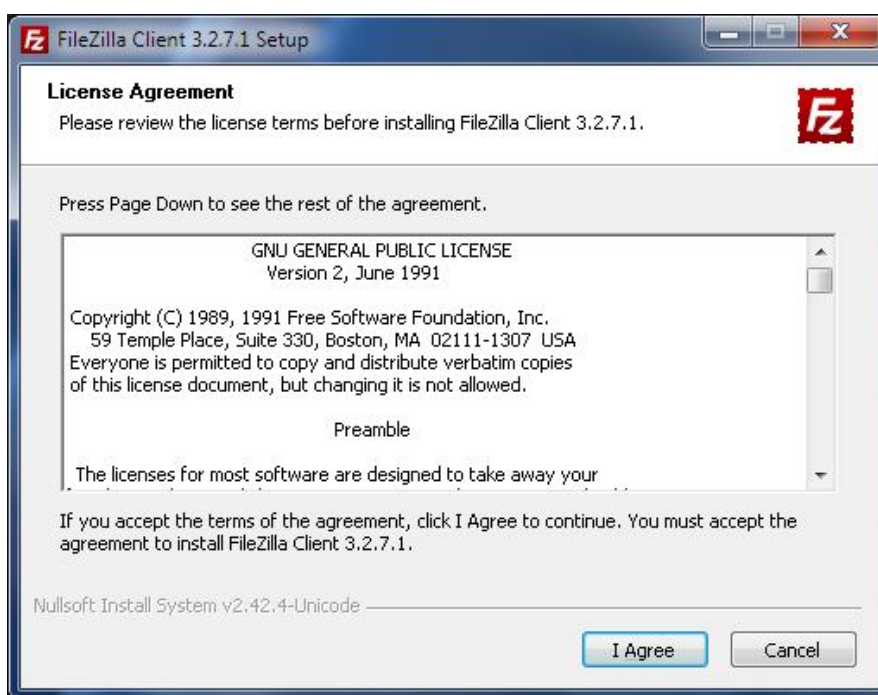 FileZilla Client 3.2.7.1 Setup
License Agreement
Please review the license terms before installing FileZilla Client 3.2.7.1.
Fz
Press Page Down to see the rest of the agreement.
GNU GENERAL PUBLIC LICENSE
Version 2, June 1991
Copyright (C) 1989, 1991 Free Software Foundation, Inc.
59 Temple Place, Suite 330, Boston, MA 02111-1307 USA
Everyone is permitted to copy and distribute verbatim copies
of this license document, but changing it is not allowed.
Preamble
The licenses for most software are designed to take away your
If you accept the terms of the agreement, click I Agree to continue. You must accept the
agreement to install FileZilla Client 3.2.7.1.
Nullsoft Install System v2.42.4-Unicode
I Agree Cancel